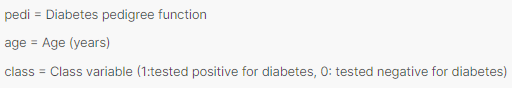 pedi = Diabetes pedigree function
age = Age (years)
class = Class variable (1:tested positive for diabetes, 0: tested negative for diabetes)